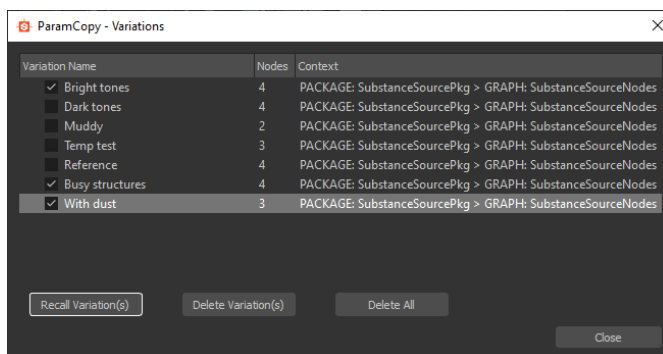 ParamCopy - Variations
Variation Name Nodes Context
Bright tones 4 PACKAGE: SubstanceSourcePkg > GRAPH: SubstanceSourceNodes
Dark tones 4 PACKAGE: SubstanceSourcePkg > GRAPH: SubstanceSourceNodes
Muddy 2 PACKAGE: SubstanceSourcePkg > GRAPH: SubstanceSourceNodes
Temp test 3 PACKAGE: SubstanceSourcePkg > GRAPH: SubstanceSourceNodes
Reference 4 PACKAGE: SubstanceSourcePkg > GRAPH: SubstanceSourceNodes
Busy structures 4 PACKAGE: SubstanceSourcePkg > GRAPH: SubstanceSourceNodes
With dust 3 PACKAGE: SubstanceSourcePkg > GRAPH: SubstanceSourceNodes
Recall Variation(s) Delete Variation(s) Delete All
Close